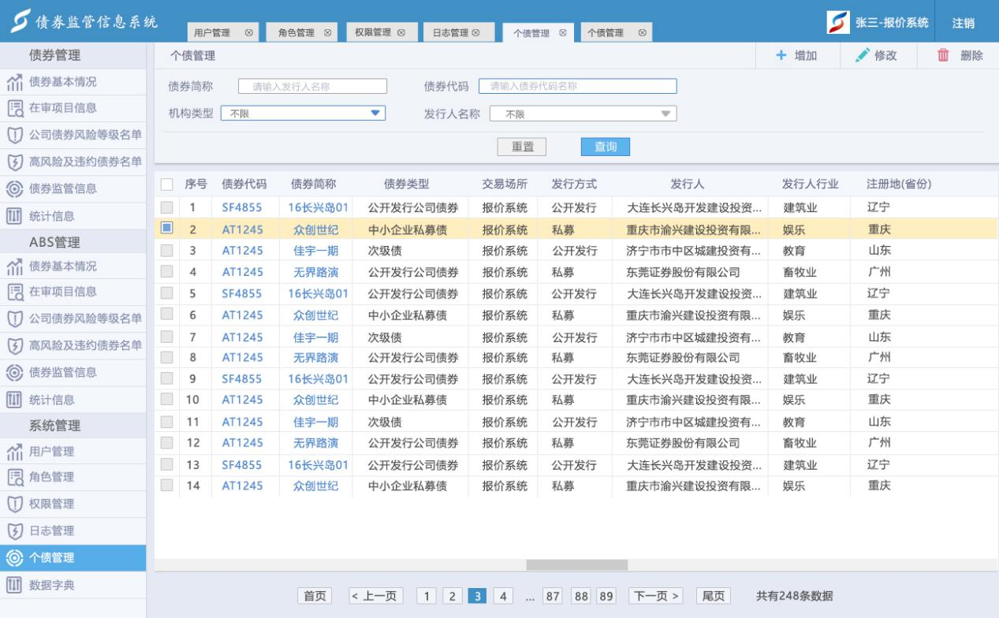 债券监管信息系统
用户管理 角色管理 权限管理 日志管理 个债管理 个债管理
张三-报价系统 注销
债券管理
债券基本情况
在审项目信息
公司债券风险等级名单
高风险及违约债券名单
债券监管信息
统计信息
ABS管理
债券基本情况
在审项目信息
公司债券风险等级名单
高风险及违约债券名单
债券监管信息
统计信息
系统管理
用户管理
角色管理
权限管理
日志管理
个债管理
数据字典
个债管理 增加 修改 删除
债券简称 请输入发行人名称 债券代码 请输入债券代码名称
机构类型 不限 发行人名称 不限
重置 查询
序号 债券代码 债券简称 债券类型 交易场所 发行方式 发行人 发行人行业 注册地(省份)
1 SF4855 16长兴岛01 公开发行公司债券 报价系统 公开发行 大连长兴岛开发建设投资... 建筑业 辽宁
2 AT1245 众创世纪 中小企业私募债 报价系统 私募 重庆市渝兴建设投资有限... 娱乐 重庆
3 AT1245 佳宇一期 次级债 报价系统 公开发行 济宁市市中区城建投资有... 教育 山东
4 AT1245 无界路演 公开发行公司债券 报价系统 私募 东莞证券股份有限公司 畜牧业 广州
5 SF4855 16长兴岛01 公开发行公司债券 报价系统 公开发行 大连长兴岛开发建设投资... 建筑业 辽宁
6 AT1245 众创世纪 中小企业私募债 报价系统 私募 重庆市渝兴建设投资有限... 娱乐 重庆
7 AT1245 佳宇一期 次级债 报价系统 公开发行 济宁市市中区城建投资有... 教育 山东
8 AT1245 无界路演 公开发行公司债券 报价系统 私募 东莞证券股份有限公司 畜牧业 广州
9 SF4855 16长兴岛01 公开发行公司债券 报价系统 公开发行 大连长兴岛开发建设投资... 建筑业 辽宁
10 AT1245 众创世纪 中小企业私募债 报价系统 私募 重庆市渝兴建设投资有限... 娱乐 重庆
11 AT1245 佳宇一期 次级债 报价系统 公开发行 济宁市市中区城建投资有... 教育 山东
12 AT1245 无界路演 公开发行公司债券 报价系统 私募 东莞证券股份有限公司 畜牧业 广州
13 SF4855 16长兴岛01 公开发行公司债券 报价系统 公开发行 大连长兴岛开发建设投资... 建筑业 辽宁
14 AT1245 众创世纪 中小企业私募债 报价系统 私募 重庆市渝兴建设投资有限... 娱乐 重庆
首页 < 上一页 1 2 3 4 ... 87 88 89 下一页 > 尾页 共有248条数据